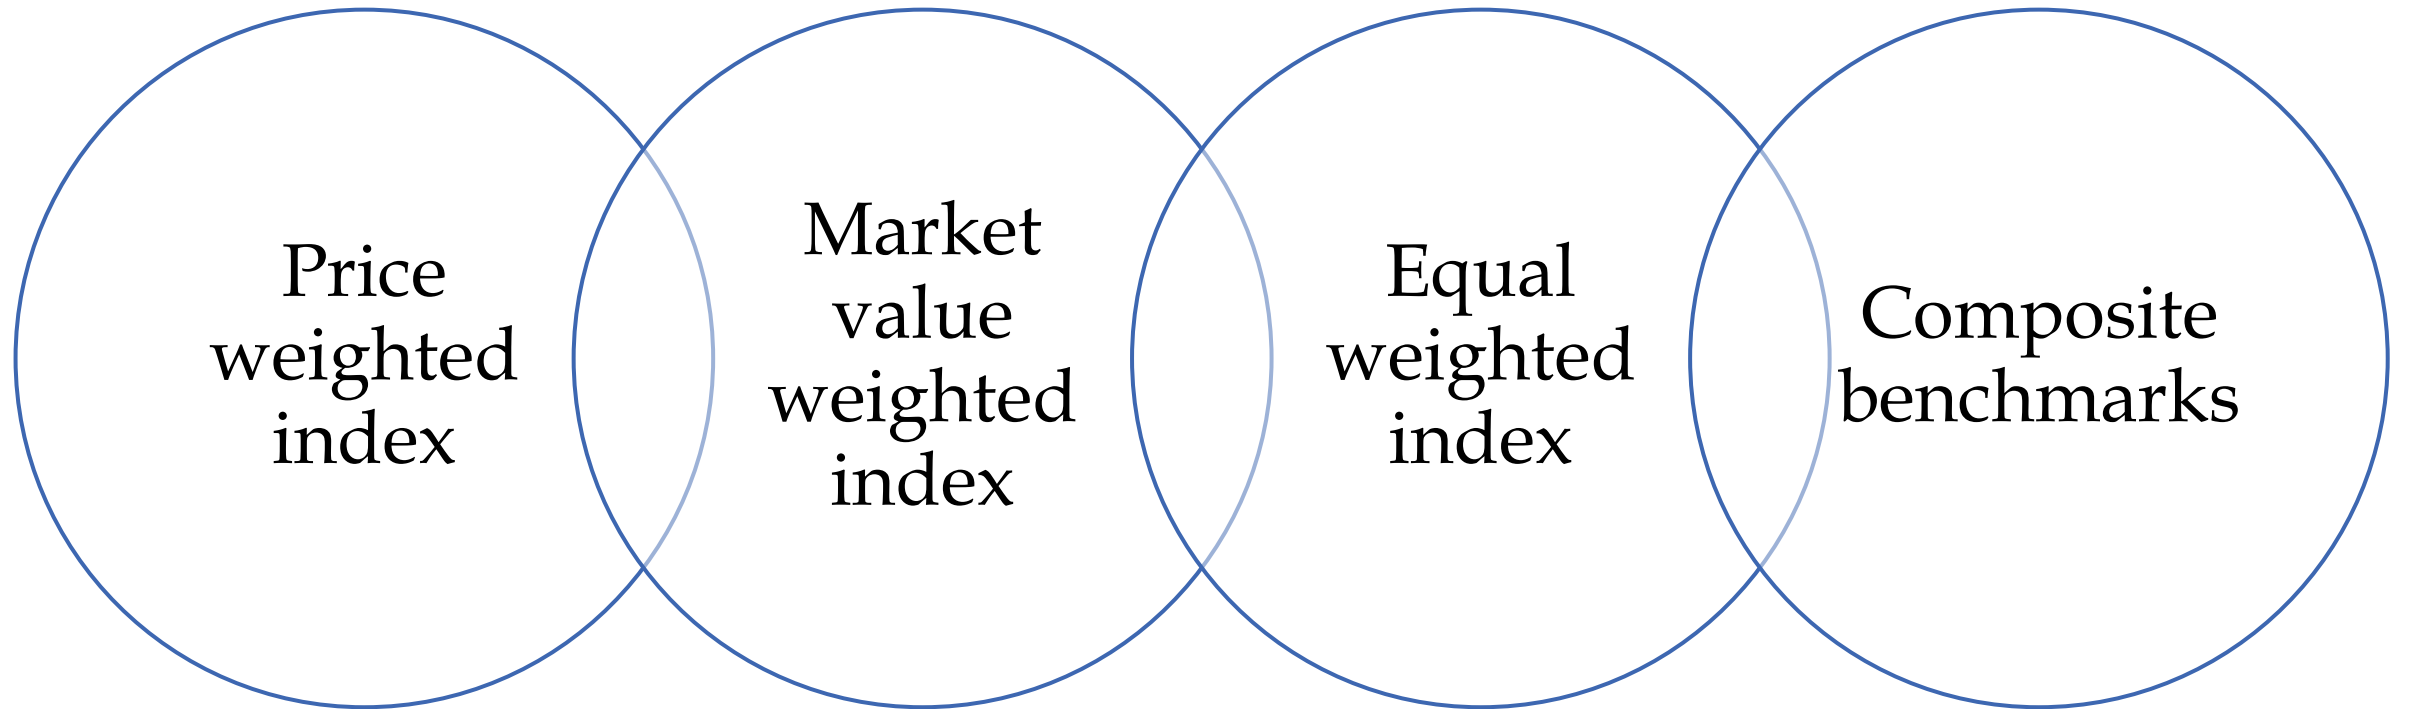 Price
weighted
index
Market
value
weighted
index
Equal
weighted
index
Composite
benchmarks